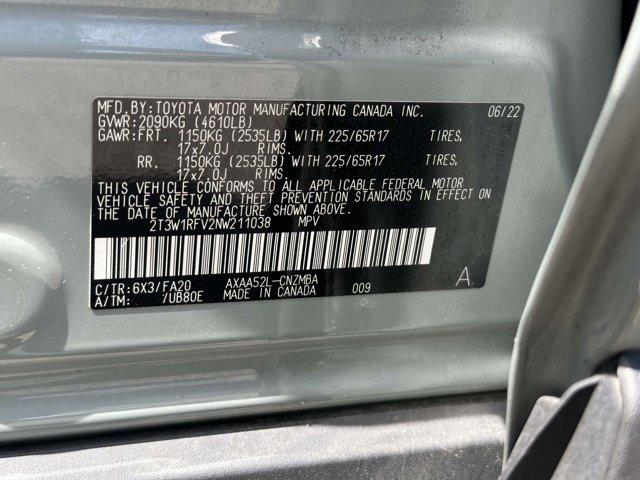 MFD. BY: TOYOTA MOTOR MANUFACTURING CANADA INC. 06/22
GVWR: 2090KG (4610LB)
GAWR: FRT. 1150KG (2535LB) WITH 225/65R17 TIRES,
17x7.0J RIMS.
RR. 1150KG (2535LB) WITH 225/65R17 TIRES,
17x7.0J RIMS.
THIS VEHICLE CONFORMS TO ALL APPLICABLE FEDERAL MOTOR
VEHICLE SAFETY AND THEFT PREVENTION STANDARDS IN EFFECT ON
THE DATE OF MANUFACTURE SHOWN ABOVE.
2T3W1RFV2NW211038 MPV
C/TR: 6X3/FA20 AXAA52L-CNZMBA 009 A
A/TM: /UB80E MADE IN CANADA